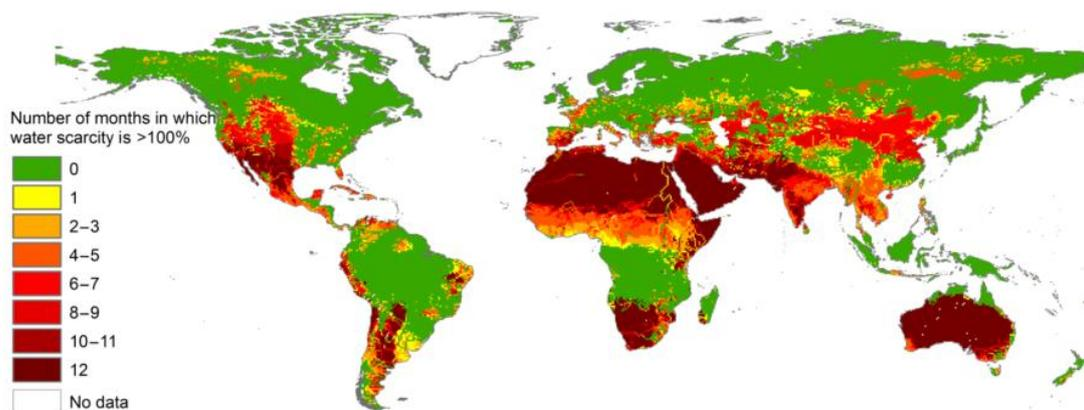 Number of months in which
water scarcity is >100%
0
1
2–3
4–5
6–7
8–9
10–11
12
No data